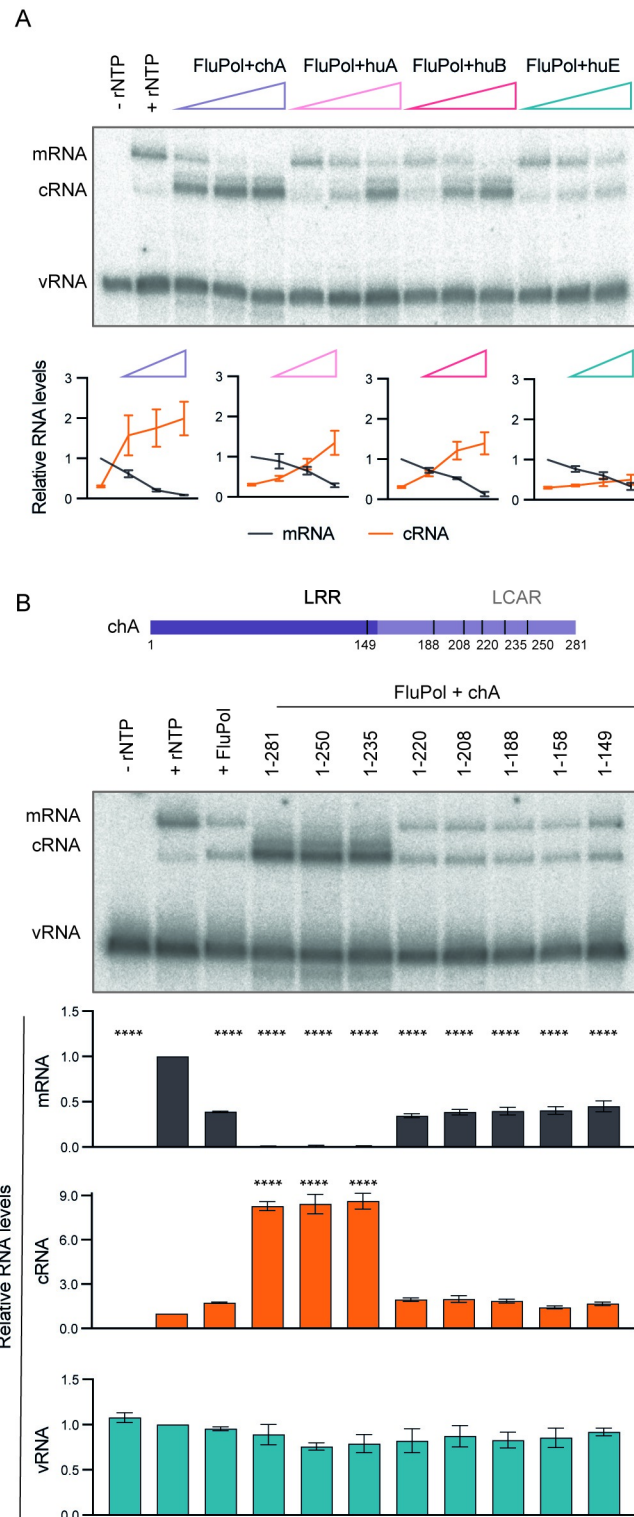 A
- rNTP
+ rNTP
FluPol+chA
FluPol+huA
FluPol+huB
FluPol+huE
mRNA
cRNA
vRNA
Relative RNA levels
3
2
1
0
3
2
1
0
3
2
1
0
3
2
1
0
mRNA
cRNA
B
LRR
LCAR
chA
1
149
188
208
220
235
250
281
FluPol + chA
- rNTP
+ rNTP
+ FluPol
1-281
1-250
1-235
1-220
1-208
1-188
1-158
1-149
mRNA
cRNA
vRNA
Relative RNA levels
mRNA
1.5
1.0
0.5
0.0
**** **** **** **** **** **** **** **** **** ****
cRNA
9.0
6.0
3.0
0.0
**** **** ****
vRNA
1.5
1.0
0.5
0.0